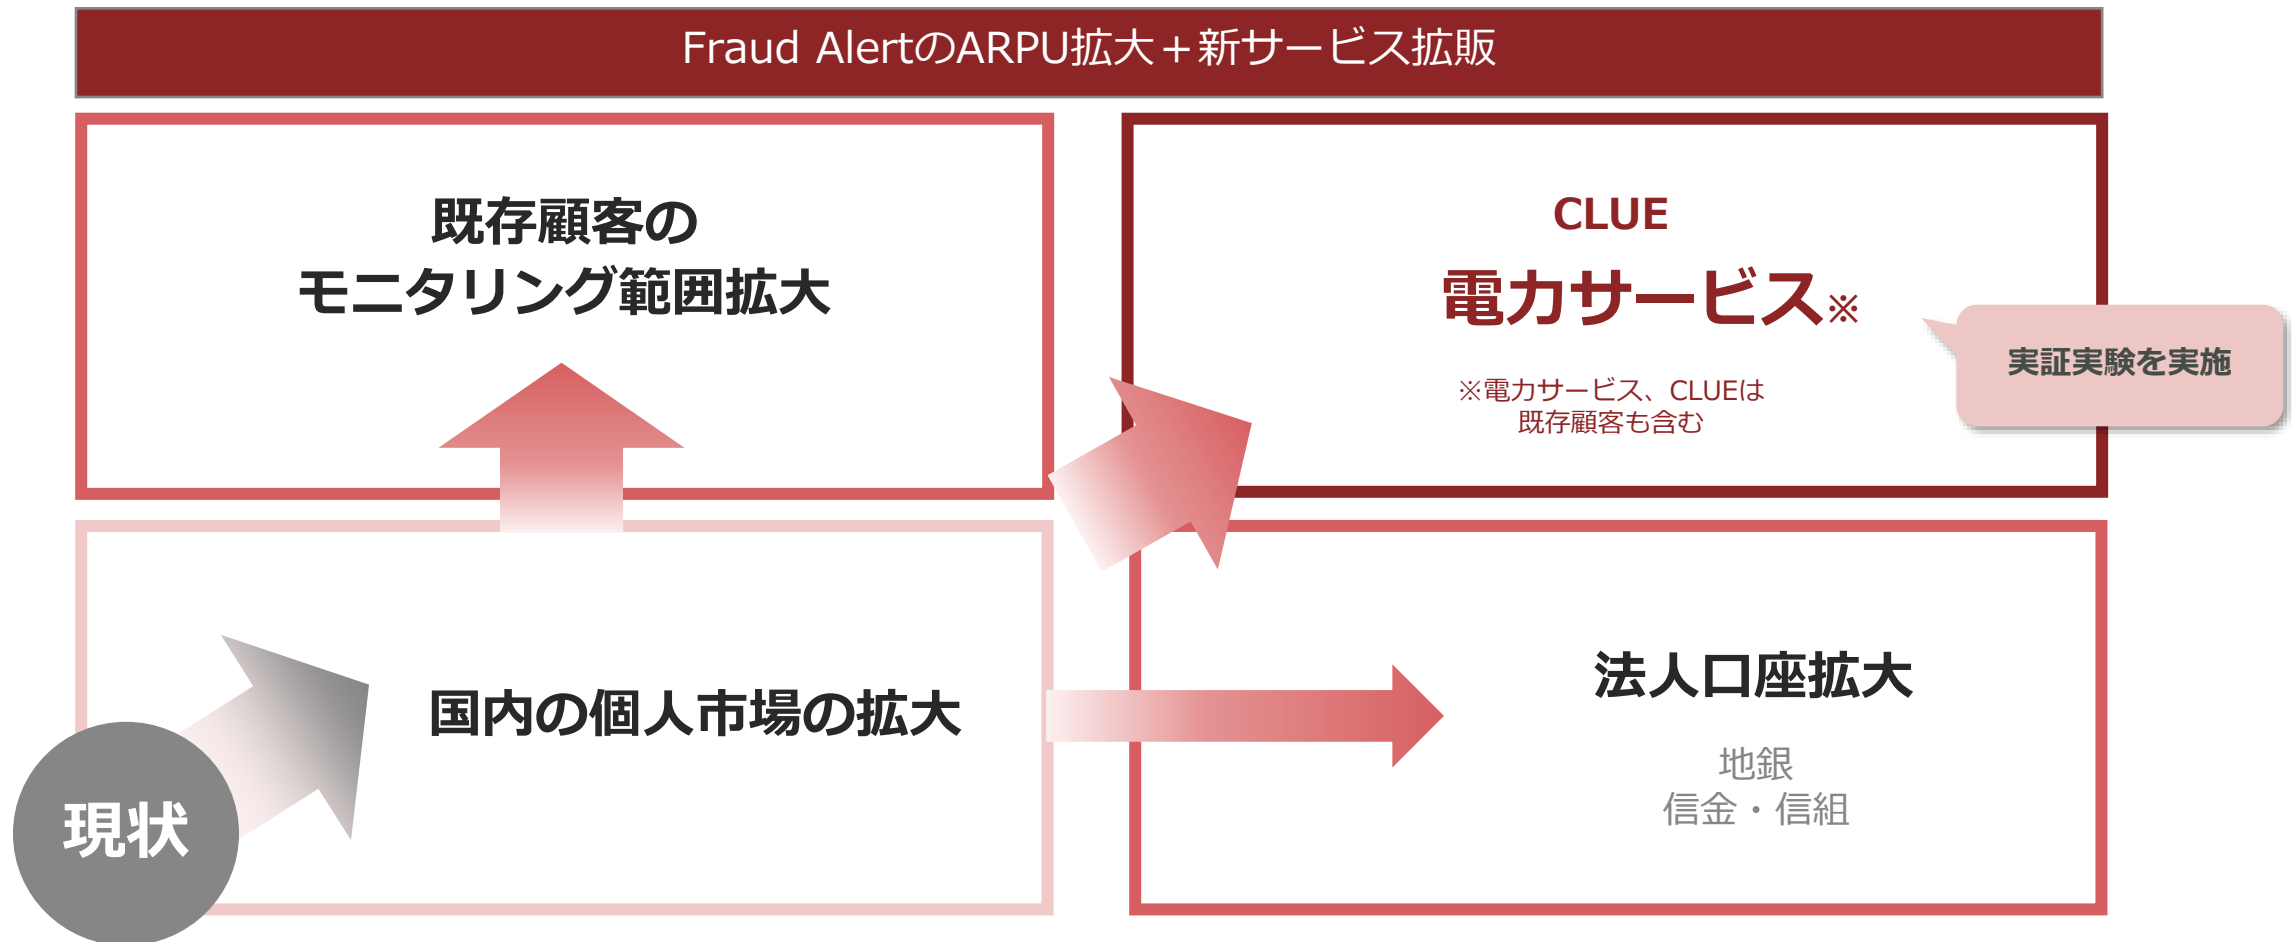 Fraud AlertのARPU拡大＋新サービス拡販
既存顧客の
モニタリング範囲拡大
CLUE
電力サービス※
※電力サービス、CLUEは
既存顧客も含む
実証実験を実施
現状
国内の個人市場の拡大
法人口座拡大
地銀
信金・信組